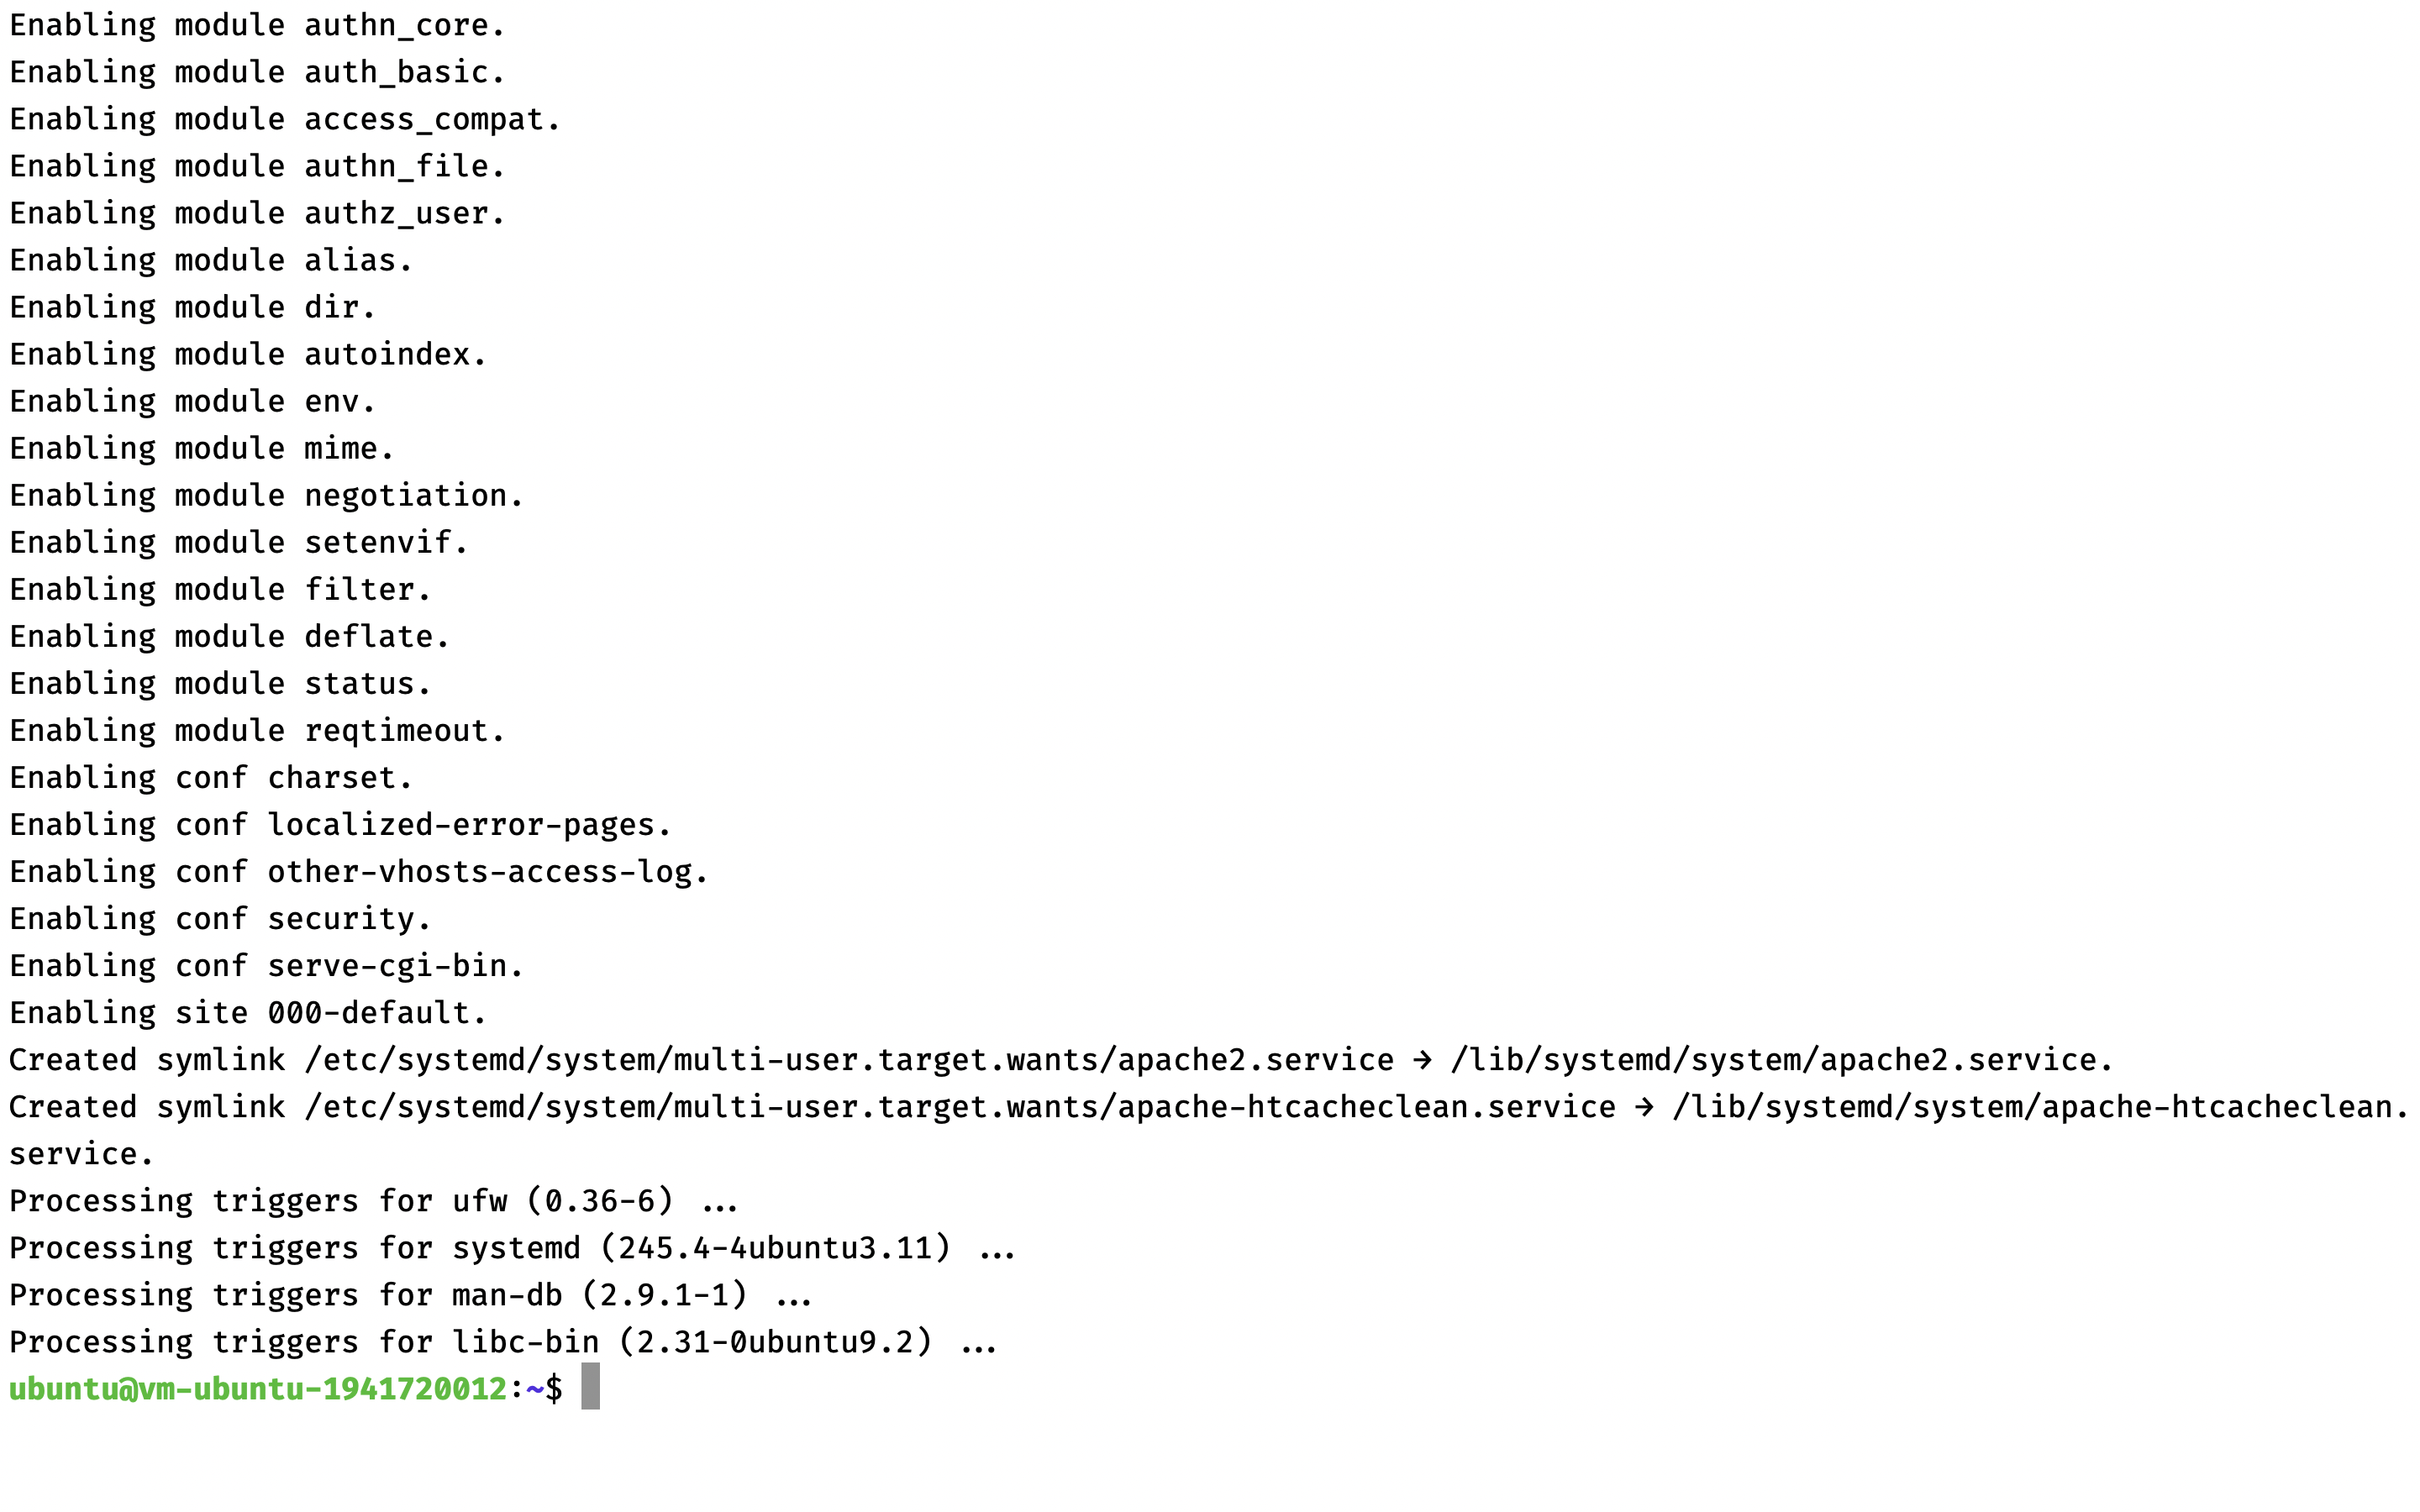 Enabling module authn_core.
Enabling module auth_basic.
Enabling module access_compat.
Enabling module authn_file.
Enabling module authz_user.
Enabling module alias.
Enabling module dir.
Enabling module autoindex.
Enabling module env.
Enabling module mime.
Enabling module negotiation.
Enabling module setenvif.
Enabling module filter.
Enabling module deflate.
Enabling module status.
Enabling module reqtimeout.
Enabling conf charset.
Enabling conf localized-error-pages.
Enabling conf other-vhosts-access-log.
Enabling conf security.
Enabling conf serve-cgi-bin.
Enabling site 000-default.
Created symlink /etc/systemd/system/multi-user.target.wants/apache2.service → /lib/systemd/system/apache2.service.
Created symlink /etc/systemd/system/multi-user.target.wants/apache-htcacheclean.service → /lib/systemd/system/apache-htcacheclean.
service.
Processing triggers for ufw (0.36-6) ...
Processing triggers for systemd (245.4-4ubuntu3.11) ...
Processing triggers for man-db (2.9.1-1) ...
Processing triggers for libc-bin (2.31-0ubuntu9.2) ...
ubuntu@vm-ubuntu-1941720012:~$